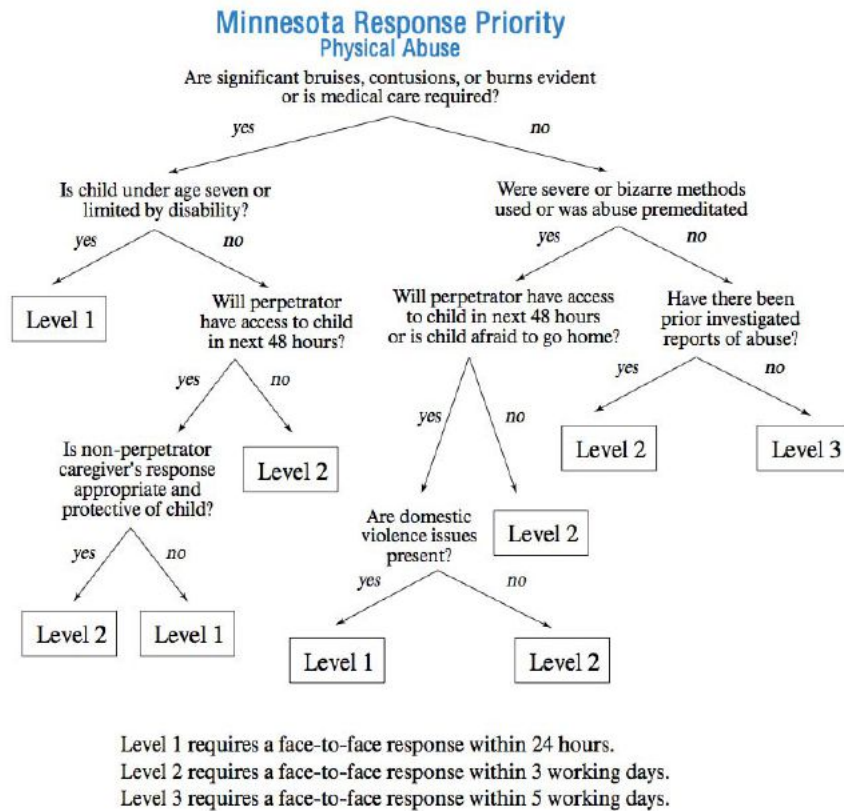 Minnesota Response Priority
Physical Abuse
Are significant bruises, contusions, or burns evident
or is medical care required?
yes
no
Is child under age seven or
limited by disability?
Were severe or bizarre methods
used or was abuse premeditated
yes
no
yes
no
Level 1
Will perpetrator
have access to child
in next 48 hours?
Will perpetrator have access
to child in next 48 hours
or is child afraid to go home?
Have there been
prior investigated
reports of abuse?
yes
no
yes
no
yes
no
Is non-perpetrator
caregiver's response
appropriate and
protective of child?
Level 2
Level 2
Level 3
Are domestic
violence issues
present?
Level 2
yes
no
yes
no
Level 2
Level 1
Level 1
Level 2
Level 1 requires a face-to-face response within 24 hours.
Level 2 requires a face-to-face response within 3 working days.
Level 3 requires a face-to-face response within 5 working days.